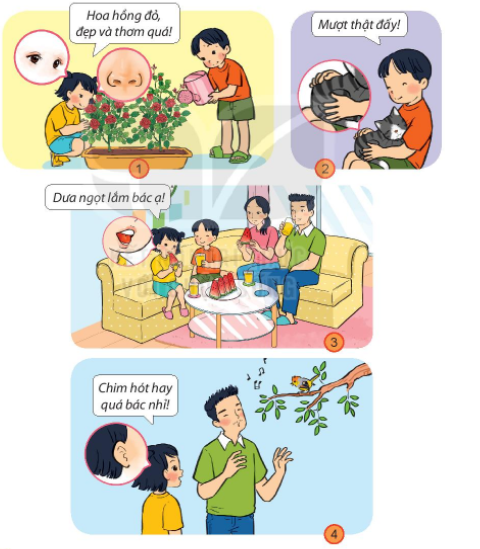 Hoa hồng đỏ,
đẹp và thơm quá!
1
Mượt thật đấy!
2
Dưa ngọt lắm bác ạ!
3
Chim hót hay
quá bác nhỉ!
4